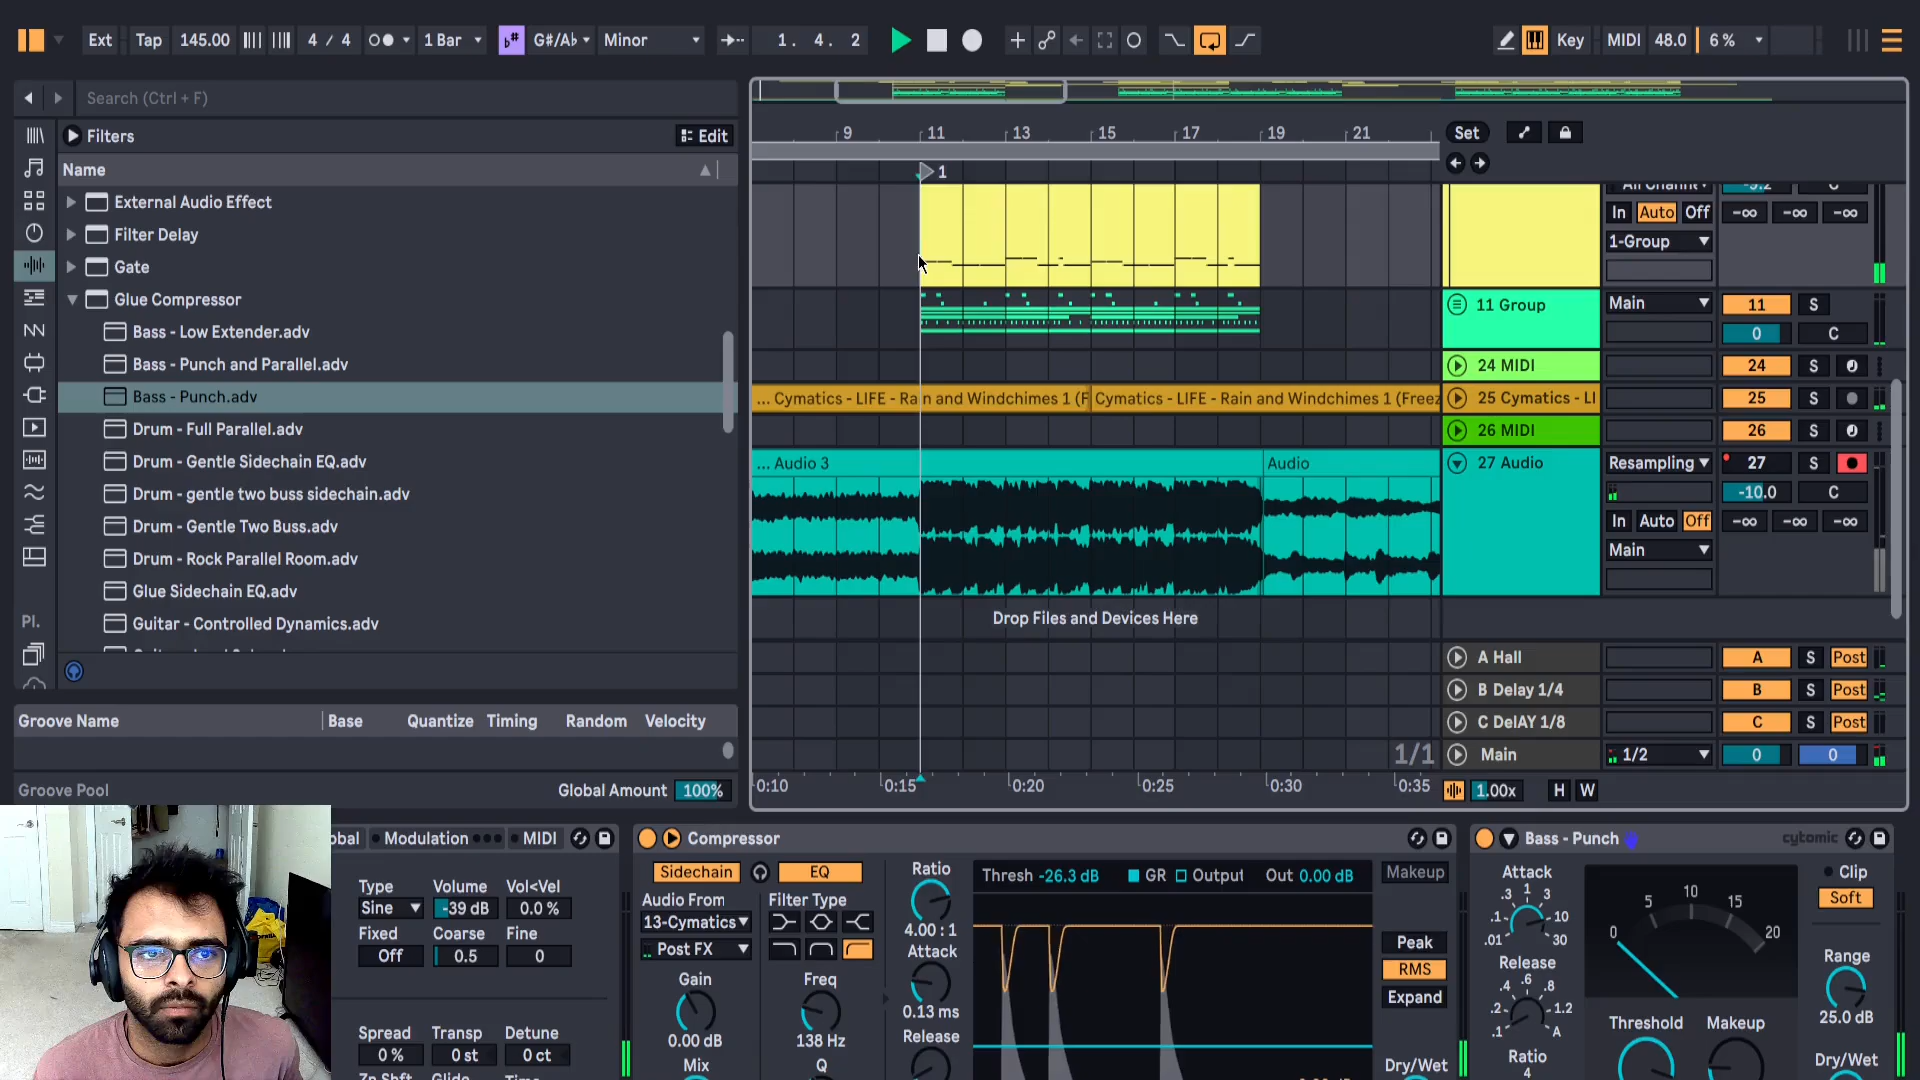 Ext Tap 145.00 4 / 4 1 Bar G#/Ab Minor 1. 4. 2 Key MIDI 48.0 6 %
Search (Ctrl + F)
Filters Edit
Name
External Audio Effect
Filter Delay
Gate
Glue Compressor
Bass - Low Extender.adv
Bass - Punch and Parallel.adv
Bass - Punch.adv
Drum - Full Parallel.adv
Drum - Gentle Sidechain EQ.adv
Drum - gentle two buss sidechain.adv
Drum - Gentle Two Buss.adv
Drum - Rock Parallel Room.adv
Glue Sidechain EQ.adv
Guitar - Controlled Dynamics.adv
Pl.
Groove Name Base Quantize Timing Random Velocity
Groove Pool Global Amount 100%
9 11 13 15 17 19 21
Set
1
In Auto Off -∞ -∞ -∞
1-Group
11 Group Main 11 S
0 C
24 MIDI 24 S
... Cymatics - LIFE - Rain and Windchimes 1 (F Cymatics - LIFE - Rain and Windchimes 1 (Freez 25 Cymatics - LI 25 S
26 MIDI 26 S
... Audio 3 Audio 27 Audio Resampling 27 S
-10.0 C
In Auto Off -∞ -∞ -∞
Main
Drop Files and Devices Here
A Hall A S Post
B Delay 1/4 B S Post
C DelAY 1/8 C S Post
1/1 Main 1/2 0 0
0:10 0:15 0:20 0:25 0:30 0:35 1.00x H W
obal Modulation MIDI
Type Volume Vol<Vel
Sine -39 dB 0.0 %
Fixed Coarse Fine
Off 0.5 0
Spread Transp Detune
0 % 0 st 0 ct
Compressor
Sidechain EQ
Audio From Filter Type
13-Cymatics
Post FX
Gain Freq
0.00 dB 138 Hz
Mix Q
Ratio
4.00 : 1
Attack
0.13 ms
Release
Thresh -26.3 dB GR Output Out 0.00 dB
Makeup
Peak
RMS
Expand
Dry/Wet
Bass - Punch cytomic
Attack
.01 .1 .3 1 3 10 30
Release
.1 .2 .4 .6 .8 1.2 A
Ratio
4
0 5 10 15 20
Threshold Makeup
Clip
Soft
Range
25.0 dB
Dry/Wet